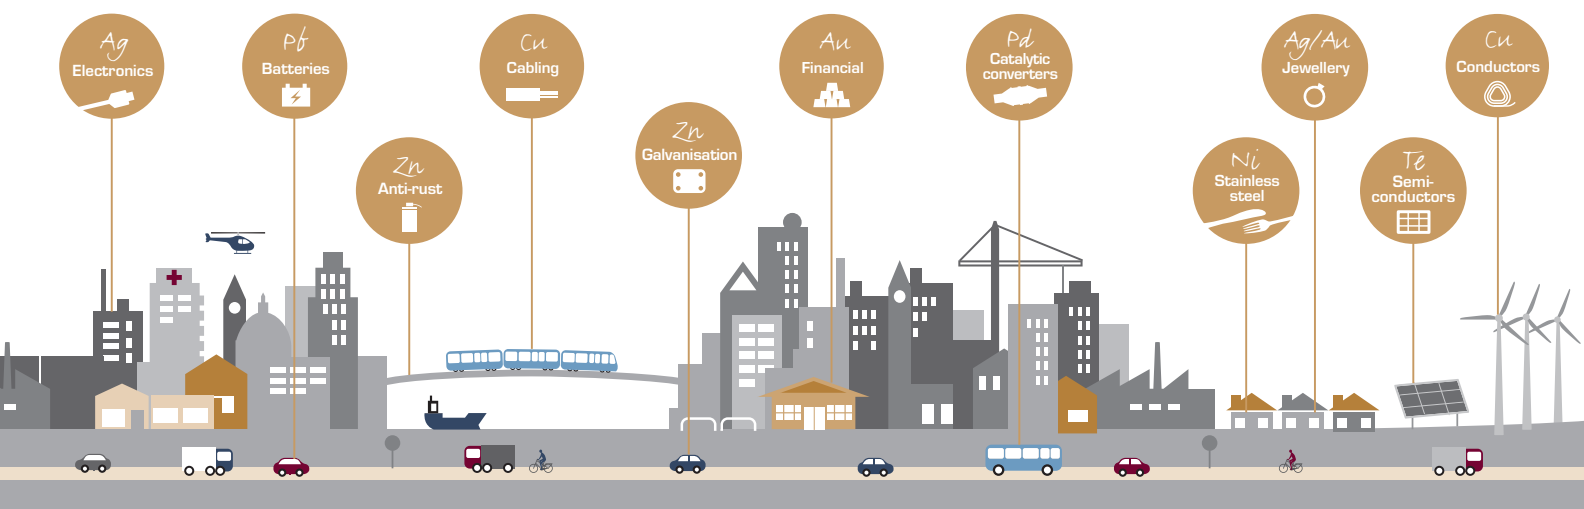 Ag
Electronics
Pb
Batteries
Zn
Anti-rust
Cu
Cabling
Zn
Galvanisation
Au
Financial
Pd
Catalytic
converters
Ni
Stainless
steel
Ag/Au
Jewellery
Te
Semi-
conductors
Cu
Conductors